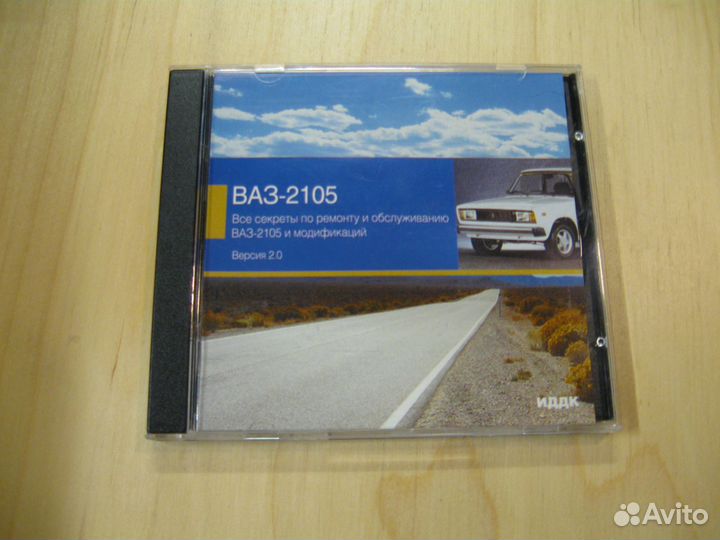 ВАЗ-2105
Все секреты по ремонту и обслуживанию
ВАЗ-2105 и модификаций
Версия 2.0
иддк
Avito